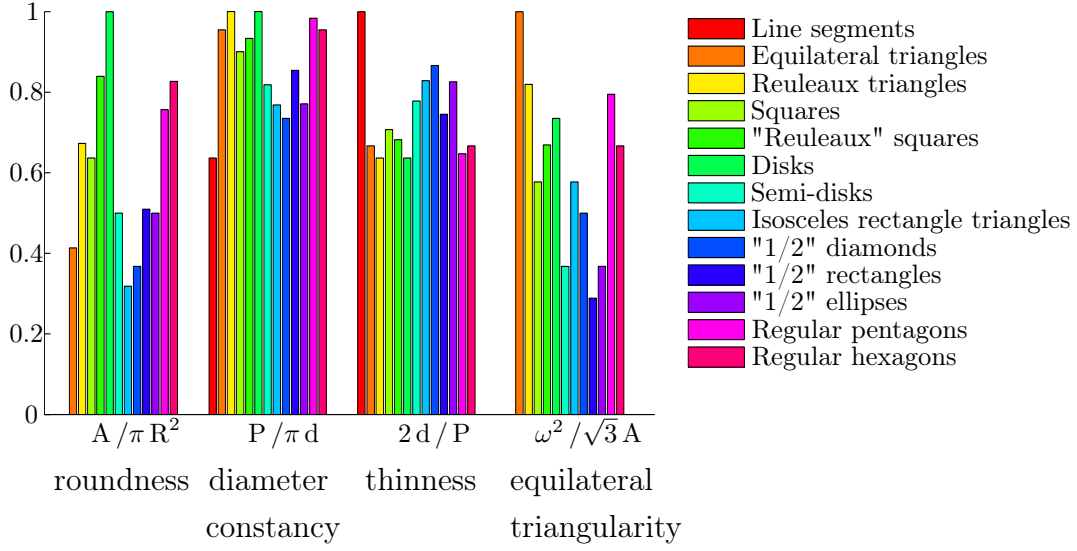 1
0.8
0.6
0.4
0.2
0
A / π R²
P / π d
2 d / P
ω² / √3 A
roundness
diameter
constancy
thinness
equilateral
triangularity
Line segments
Equilateral triangles
Reuleaux triangles
Squares
"Reuleaux" squares
Disks
Semi-disks
Isosceles rectangle triangles
"1/2" diamonds
"1/2" rectangles
"1/2" ellipses
Regular pentagons
Regular hexagons